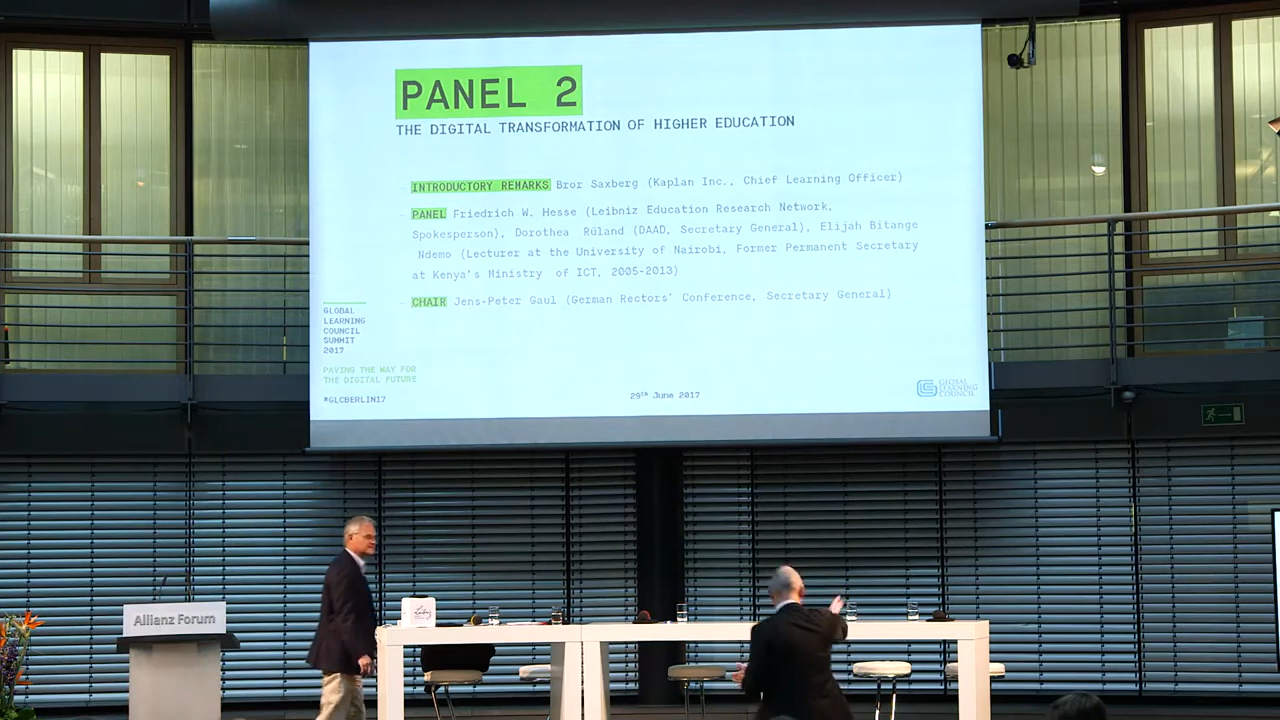 PANEL 2
THE DIGITAL TRANSFORMATION OF HIGHER EDUCATION
- INTRODUCTORY REMARKS Bror Saxberg (Kaplan Inc., Chief Learning Officer)
- PANEL Friedrich W. Hesse (Leibniz Education Research Network,
Spokesperson), Dorothea Rüland (DAAD, Secretary General), Elijah Bitange
Ndemo (Lecturer at the University of Nairobi, Former Permanent Secretary
at Kenya's Ministry of ICT, 2005-2013)
- CHAIR Jens-Peter Gaul (German Rectors' Conference, Secretary General)
GLOBAL
LEARNING
COUNCIL
SUMMIT
2017
PAVING THE WAY FOR
THE DIGITAL FUTURE
#GLCBERLIN17
29th June 2017
GLOBAL
LEARNING
COUNCIL
Allianz Forum